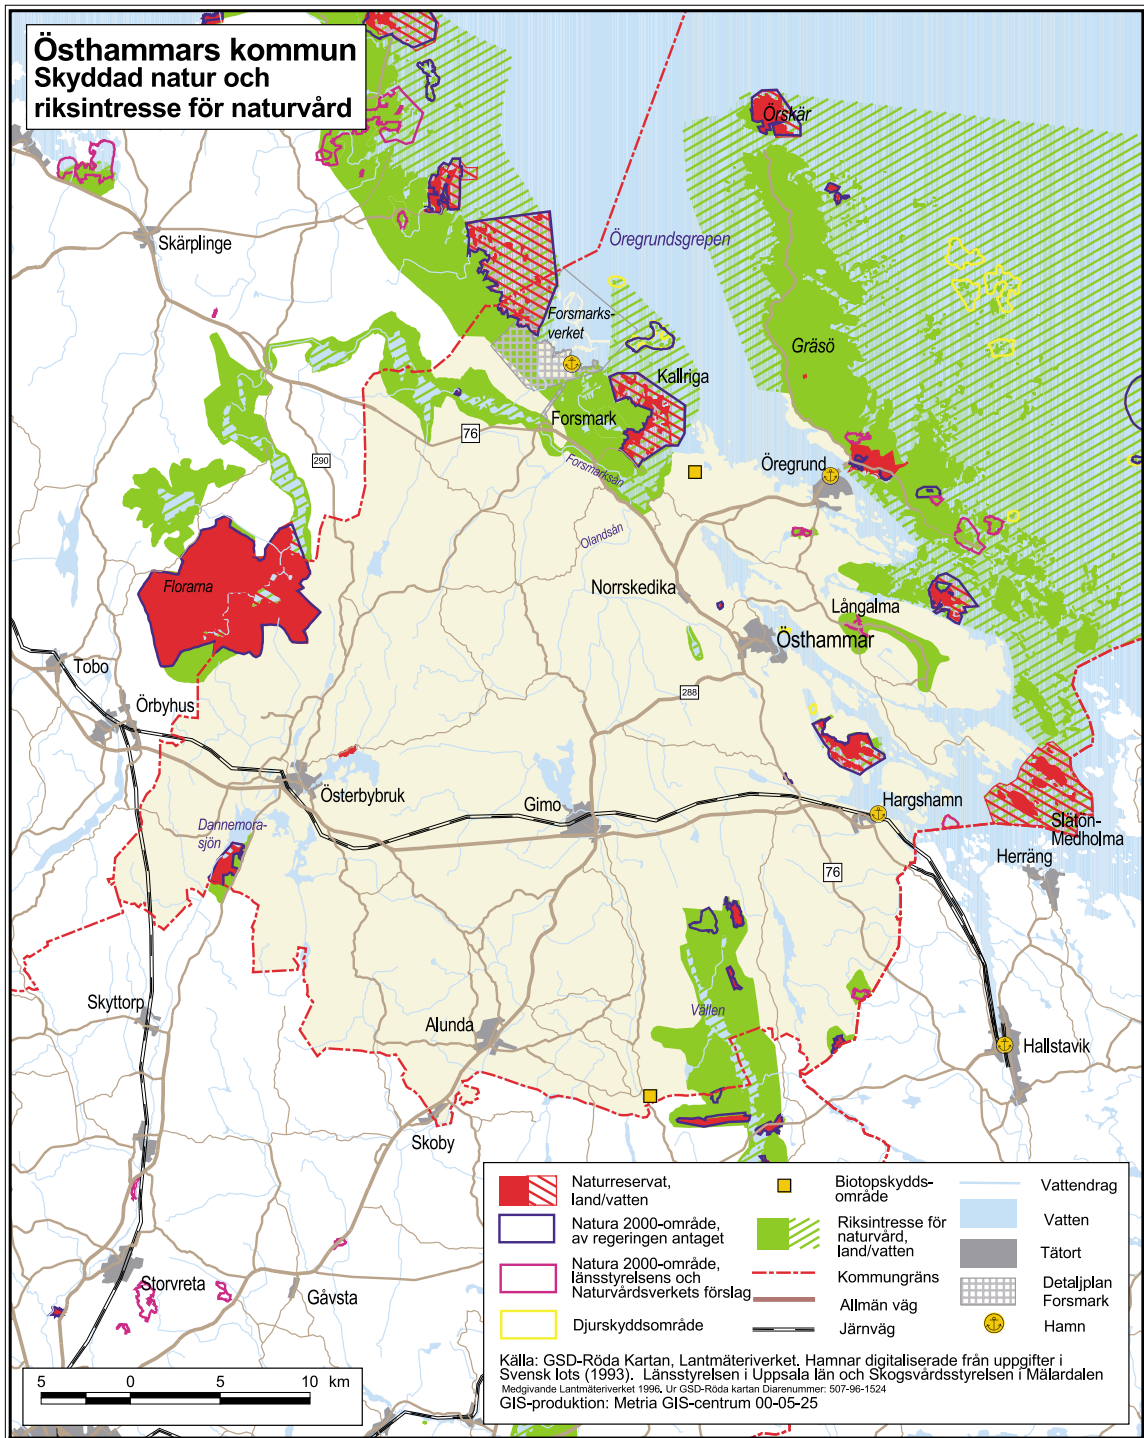 Östhammars kommun
Skyddad natur och
riksintresse för naturvård
Örskär
Skärplinge
Öregrundsgrepen
Forsmarks-
verket
Gräsö
Kallriga
Forsmark
76
290
Forsmarksån
Öregrund
Olandsån
Florarna
Norrskedika
Långalma
Östhammar
Tobo
288
Örbyhus
Österbybruk
Gimo
Hargshamn
Slätön-
Medholma
Dannemora-
sjön
Herräng
76
Skyttorp
Vällen
Alunda
Hallstavik
Skoby
Storvreta
Gåvsta
Naturreservat,
land/vatten
Natura 2000-område,
av regeringen antaget
Natura 2000-område,
länsstyrelsens och
Naturvårdsverkets förslag
Djurskyddsområde
Biotopskydds-
område
Riksintresse för
naturvård,
land/vatten
Kommungräns
Allmän väg
Järnväg
Vattendrag
Vatten
Tätort
Detaljplan
Forsmark
Hamn
Källa: GSD-Röda Kartan, Lantmäteriverket. Hamnar digitaliserade från uppgifter i
Svensk lots (1993). Länsstyrelsen i Uppsala län och Skogsvårdsstyrelsen i Mälardalen
Medgivande Lantmäteriverket 1996. Ur GSD-Röda kartan Diarenummer: 507-96-1524
GIS-produktion: Metria GIS-centrum 00-05-25
5 0 5 10 km